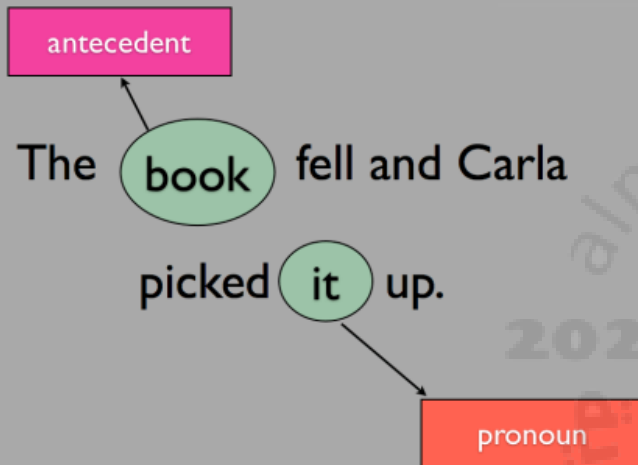 antecedent
The book fell and Carla
picked it up.
pronoun